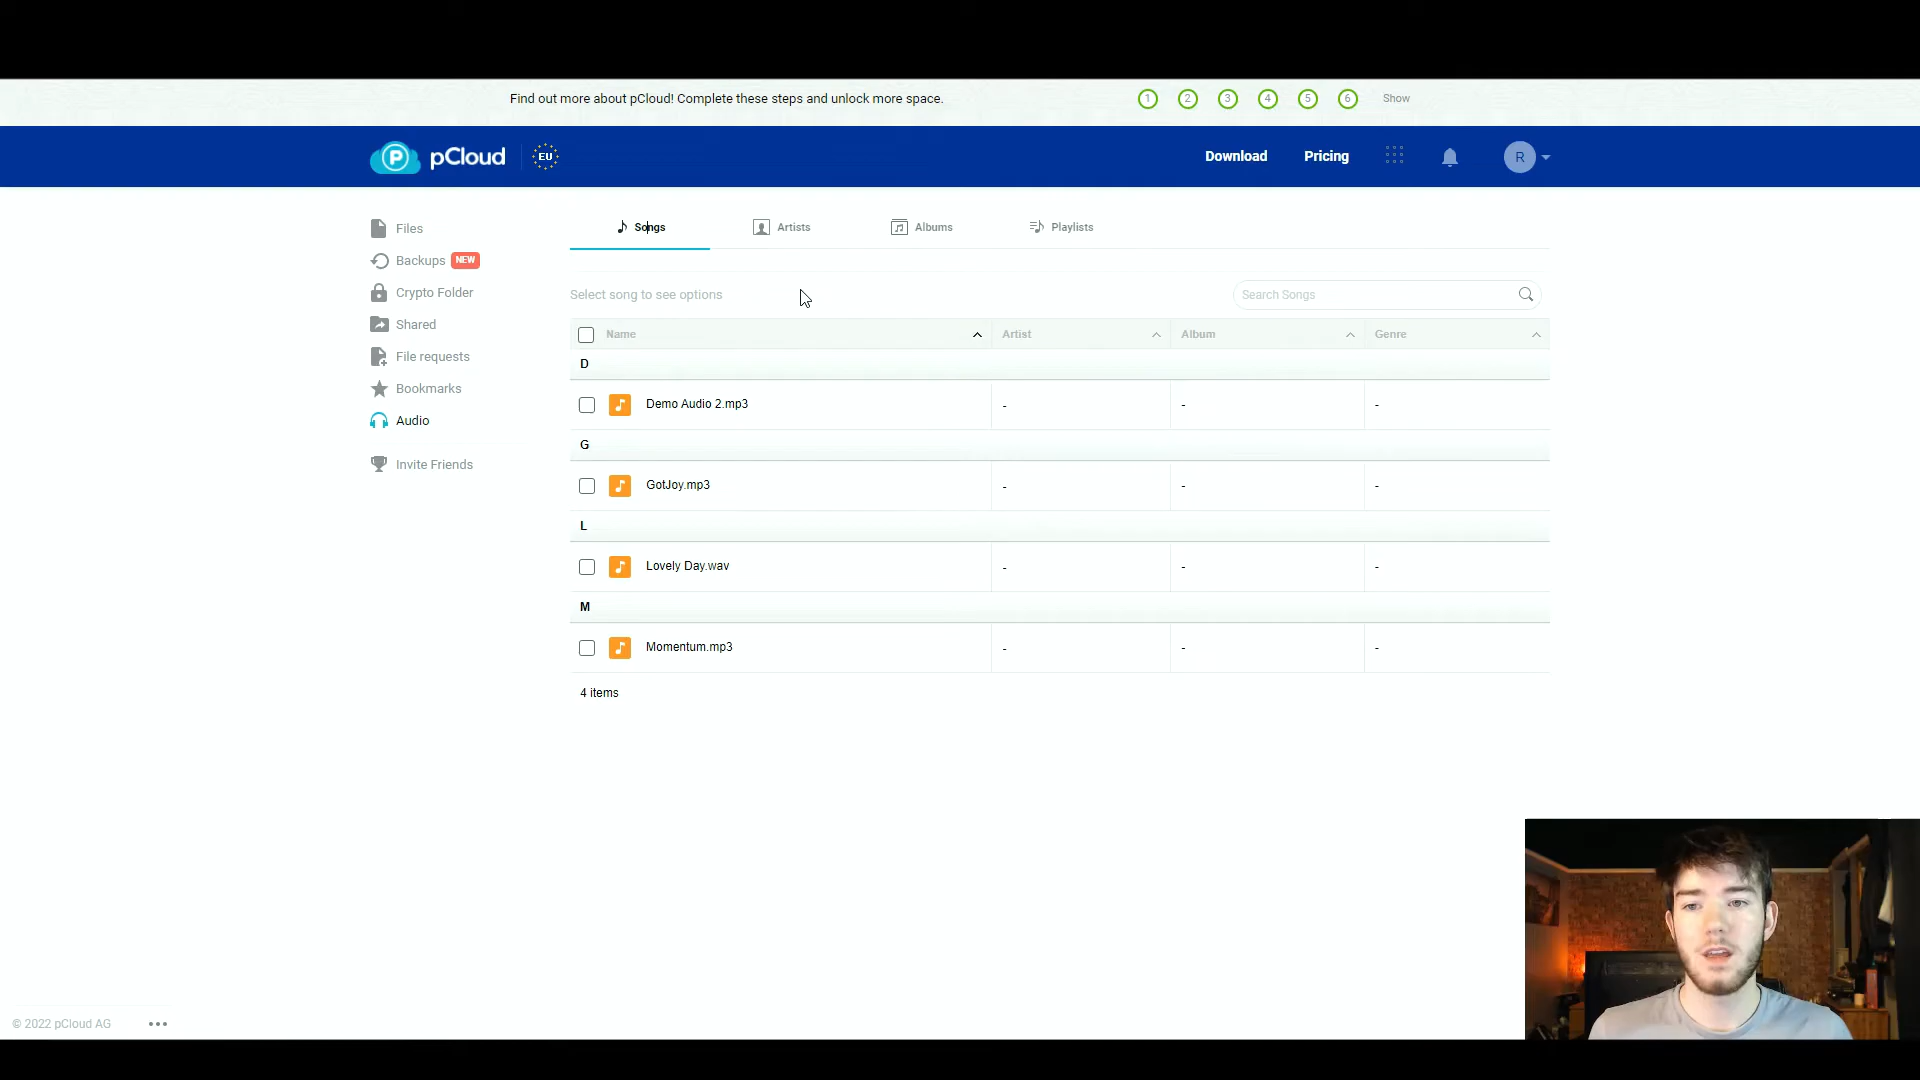 Find out more about pCloud! Complete these steps and unlock more space.
1 2 3 4 5 6 Show
P pCloud EU
Download Pricing R
Files
Backups NEW
Crypto Folder
Shared
File requests
Bookmarks
Audio
Invite Friends
Songs Artists Albums Playlists
Select song to see options
Search Songs
Name Artist Album Genre
D
Demo Audio 2.mp3 - - -
G
GotJoy.mp3 - - -
L
Lovely Day.wav - - -
M
Momentum.mp3 - - -
4 items
© 2022 pCloud AG